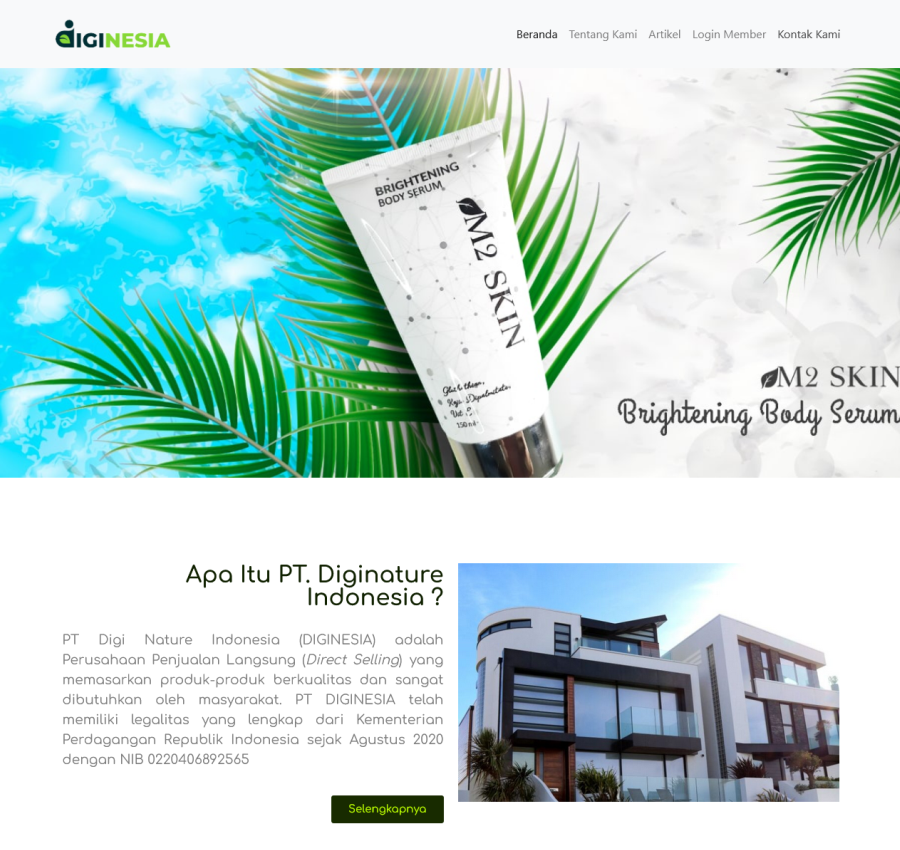 DIGINESIA
Beranda Tentang Kami Artikel Login Member Kontak Kami
BRIGHTENING
BODY SERUM
M2 SKIN
150 ml
M2 SKIN
Brightening Body Serum
Apa Itu PT. Diginature
Indonesia ?
PT Digi Nature Indonesia (DIGINESIA) adalah
Perusahaan Penjualan Langsung (Direct Selling) yang
memasarkan produk-produk berkualitas dan sangat
dibutuhkan oleh masyarakat. PT DIGINESIA telah
memiliki legalitas yang lengkap dari Kementerian
Perdagangan Republik Indonesia sejak Agustus 2020
dengan NIB 0220406892565
Selengkapnya